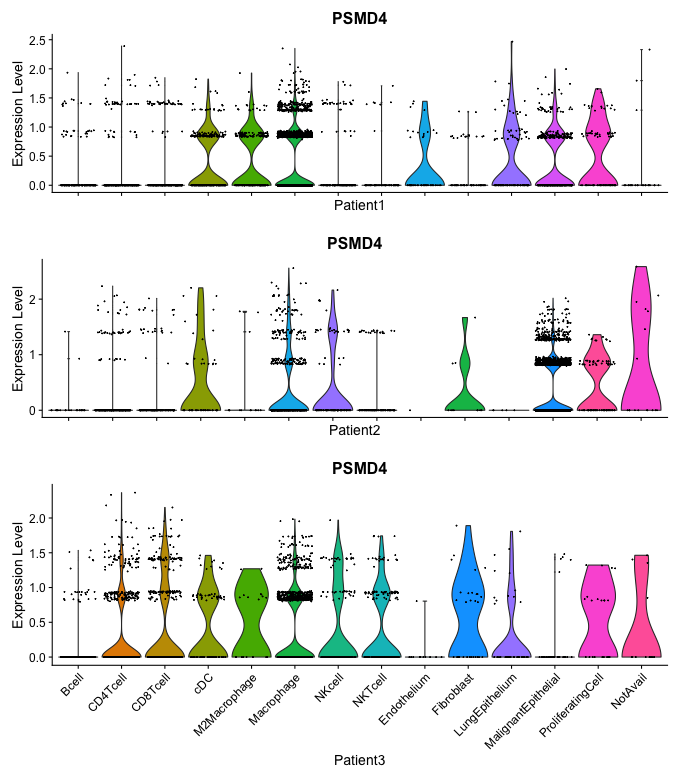 PSMD4
Expression Level
2.5
2.0
1.5
1.0
0.5
0.0
Patient1
PSMD4
Expression Level
2
1
0
Patient2
PSMD4
Expression Level
2.0
1.5
1.0
0.5
0.0
Bcell
CD4Tcell
CD8Tcell
cDC
M2Macrophage
Macrophage
NKcell
NKTcell
Endothelium
Fibroblast
LungEpithelium
MalignantEpithelial
ProliferatingCell
NotAvail
Patient3